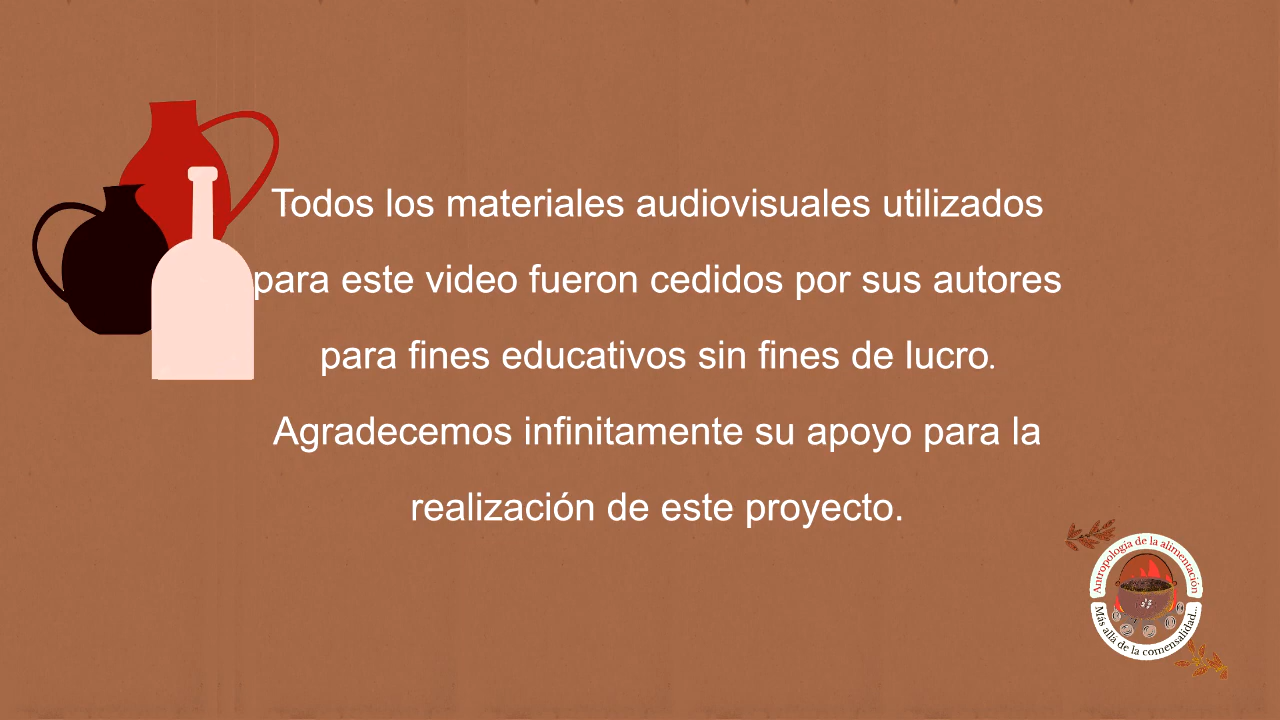 Todos los materiales audiovisuales utilizados
para este video fueron cedidos por sus autores
para fines educativos sin fines de lucro.
Agradecemos infinitamente su apoyo para la
realización de este proyecto.
Antropología de la alimentación
Más allá de la comensalidad...